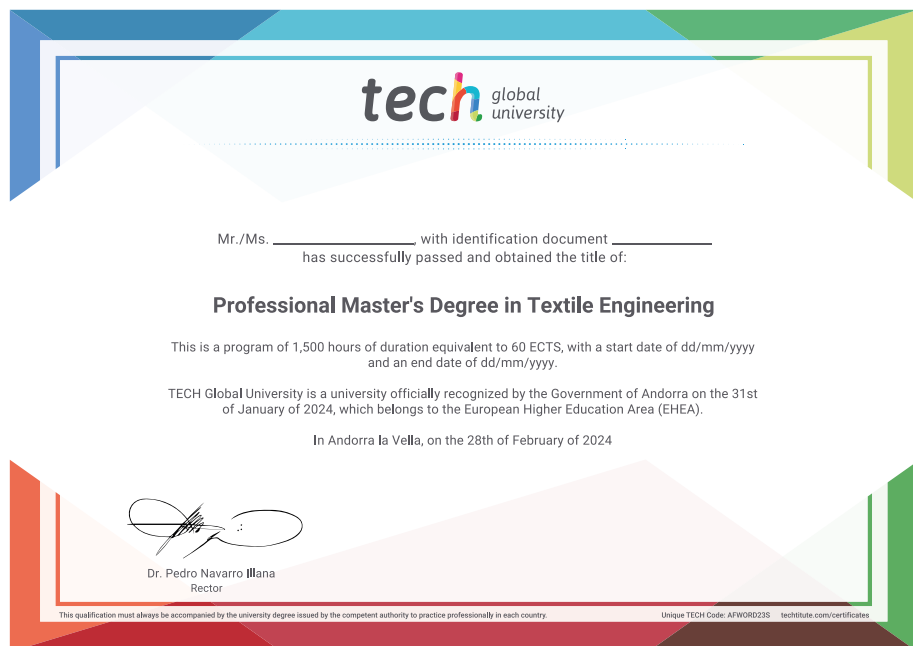 tech global
university
Mr./Ms. ________________, with identification document ____________
has successfully passed and obtained the title of:
Professional Master's Degree in Textile Engineering
This is a program of 1,500 hours of duration equivalent to 60 ECTS, with a start date of dd/mm/yyyy
and an end date of dd/mm/yyyy.
TECH Global University is a university officially recognized by the Government of Andorra on the 31st
of January of 2024, which belongs to the European Higher Education Area (EHEA).
In Andorra la Vella, on the 28th of February of 2024
Dr. Pedro Navarro Illana
Rector
This qualification must always be accompanied by the university degree issued by the competent authority to practice professionally in each country.
Unique TECH Code: AFWORD23S techtitute.com/certificates